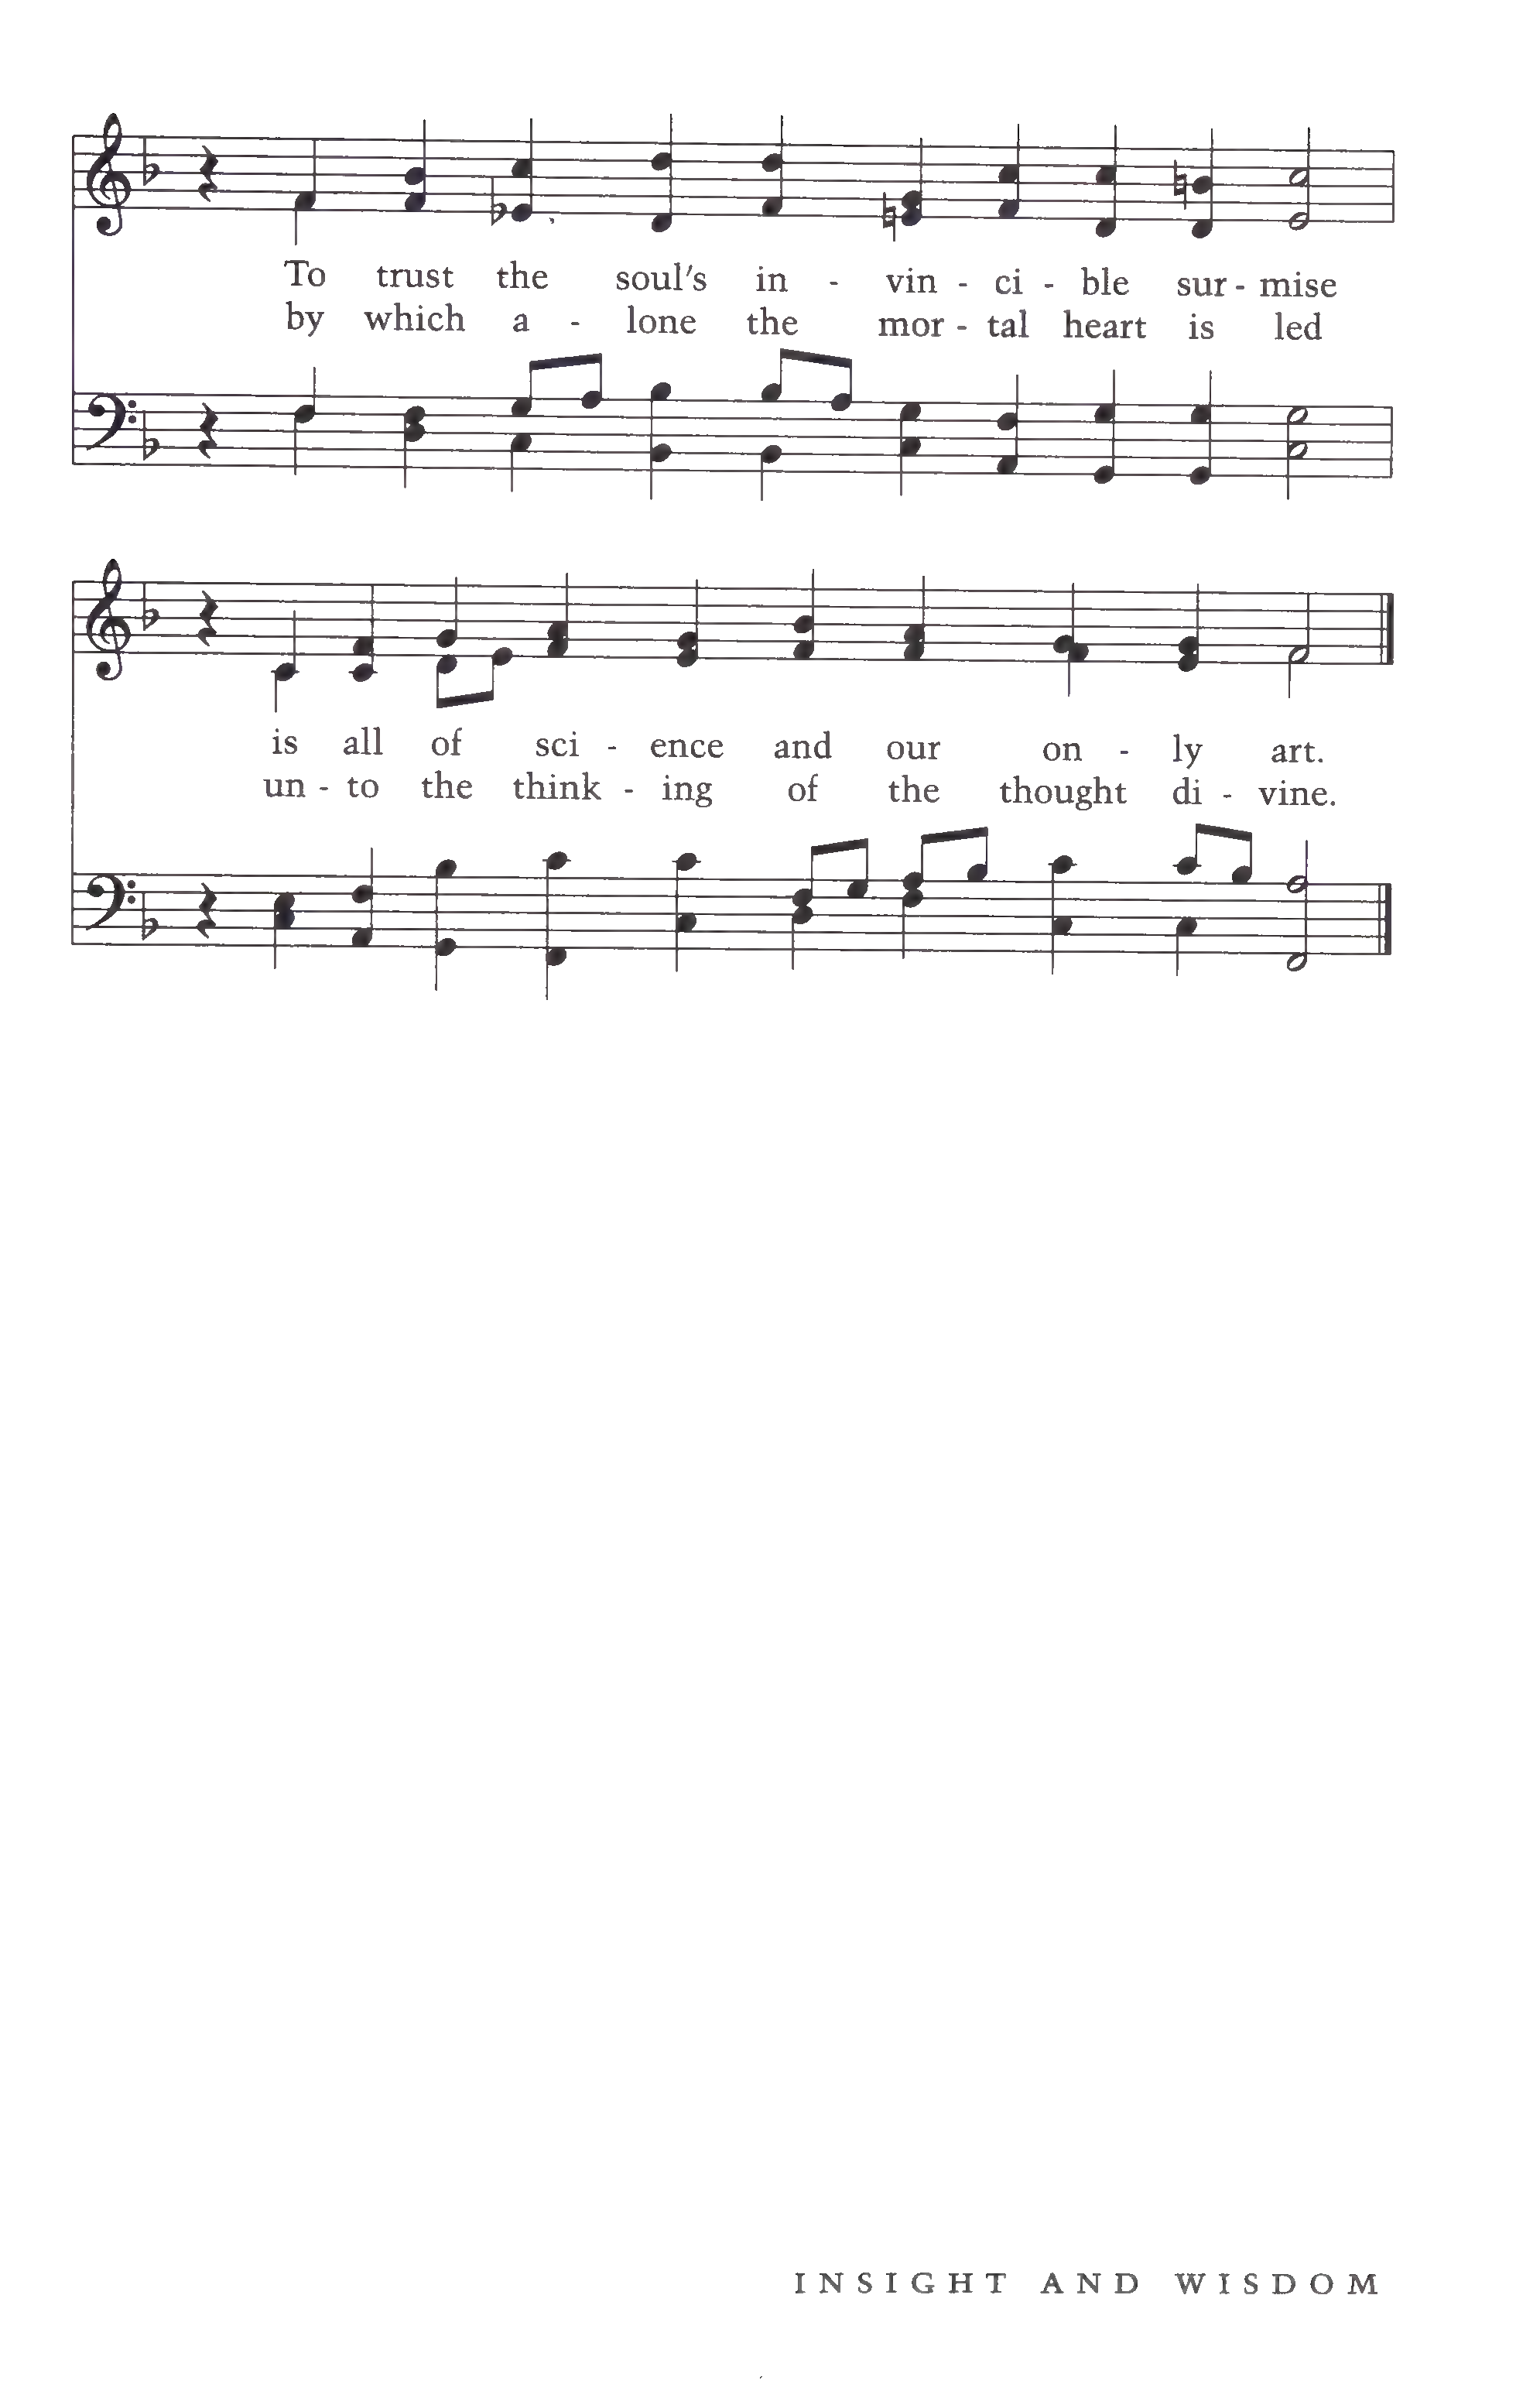 To trust the soul's in - vin - ci - ble sur - mise
by which a - lone the mor - tal heart is led
is all of sci - ence and our on - ly art.
un - to the think - ing of the thought di - vine.
INSIGHT AND WISDOM